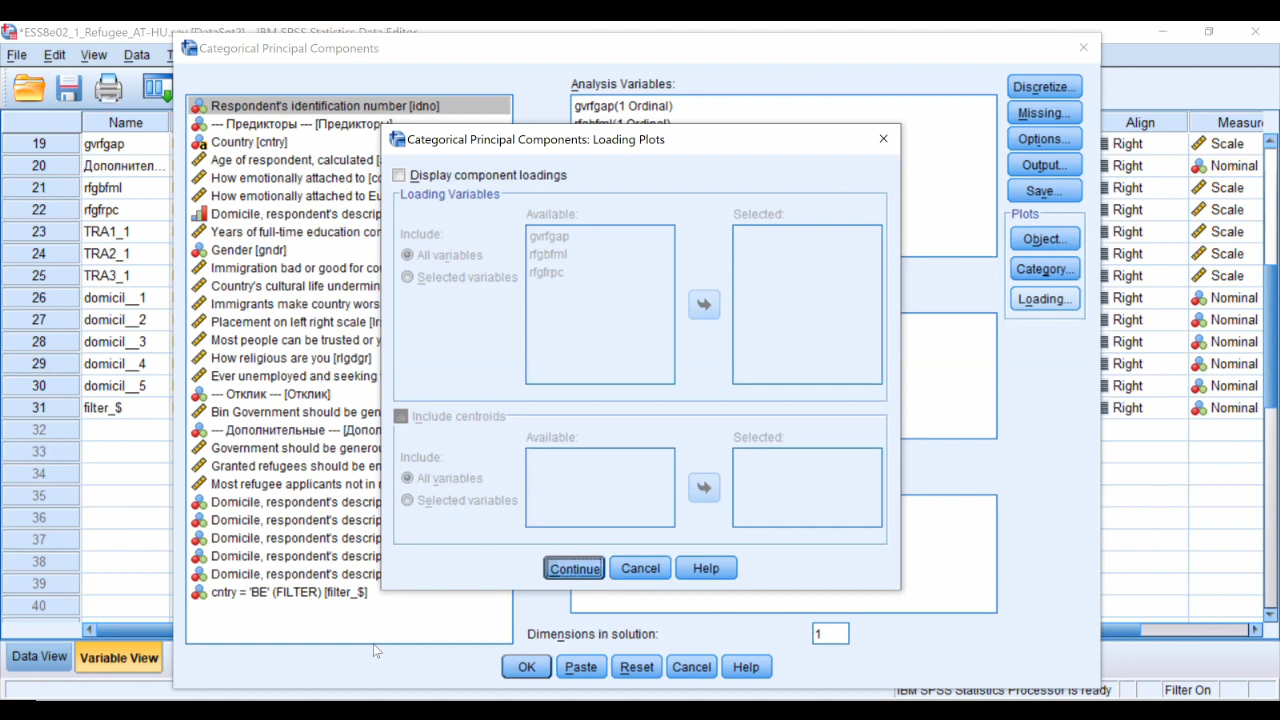 *ESS8e02_1_Refugee_AT-HU.sav [DataSet2] - IBM SPSS Statistics Data Editor
Categorical Principal Components
File Edit View Data
Name
19 gvrfgap
20 Дополнител...
21 rfgbfml
22 rfgfrpc
23 TRA1_1
24 TRA2_1
25 TRA3_1
26 domicil__1
27 domicil__2
28 domicil__3
29 domicil__4
30 domicil__5
31 filter_$
32
33
34
35
36
37
38
39
40
Data View Variable View
Respondent's identification number [idno]
--- Предикторы --- [Предикторы
Country [cntry]
Age of respondent, calculated [
How emotionally attached to [co
How emotionally attached to Eu
Domicile, respondent's descrip
Years of full-time education co
Gender [gndr]
Immigration bad or good for cou
Country's cultural life undermin
Immigrants make country wors
Placement on left right scale [lrs
Most people can be trusted or y
How religious are you [rlgdgr]
Ever unemployed and seeking
--- Отклик --- [Отклик]
Bin Government should be gen
--- Дополнительные --- [Допол
Government should be generou
Granted refugees should be en
Most refugee applicants not in r
Domicile, respondent's descrip
Domicile, respondent's descrip
Domicile, respondent's descrip
Domicile, respondent's descrip
Domicile, respondent's descrip
cntry = 'BE' (FILTER) [filter_$]
Analysis Variables:
gvrfgap(1 Ordinal)
rfgbfml(1 Ordinal)
Categorical Principal Components: Loading Plots
Display component loadings
Loading Variables
Available: Selected:
Include:
All variables
Selected variables
gvrfgap
rfgbfml
rfgfrpc
Include centroids
Available: Selected:
Include:
All variables
Selected variables
Continue Cancel Help
Dimensions in solution: 1
OK Paste Reset Cancel Help
Discretize...
Missing...
Options...
Output...
Save...
Plots
Object...
Category...
Loading...
Align Measu
Right Scale
Right Nominal
Right Scale
Right Scale
Right Scale
Right Scale
Right Scale
Right Nominal
Right Nominal
Right Nominal
Right Nominal
Right Nominal
Right Nominal
IBM SPSS Statistics Processor is ready Filter On